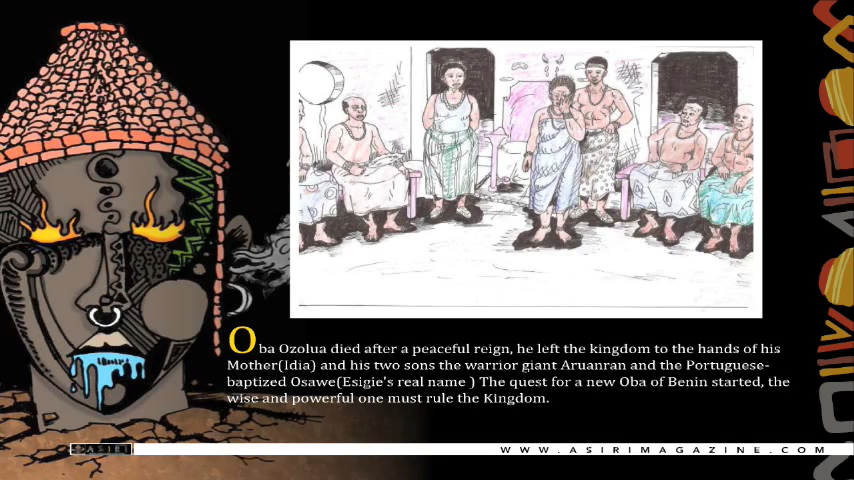 Oba Ozolua died after a peaceful reign, he left the kingdom to the hands of his
Mother(Idia) and his two sons the warrior giant Aruanran and the Portuguese-
baptized Osawe(Esigie's real name ) The quest for a new Oba of Benin started, the
wise and powerful one must rule the Kingdom.
ASIRI
WWW.ASIRIMAGAZINE.COM